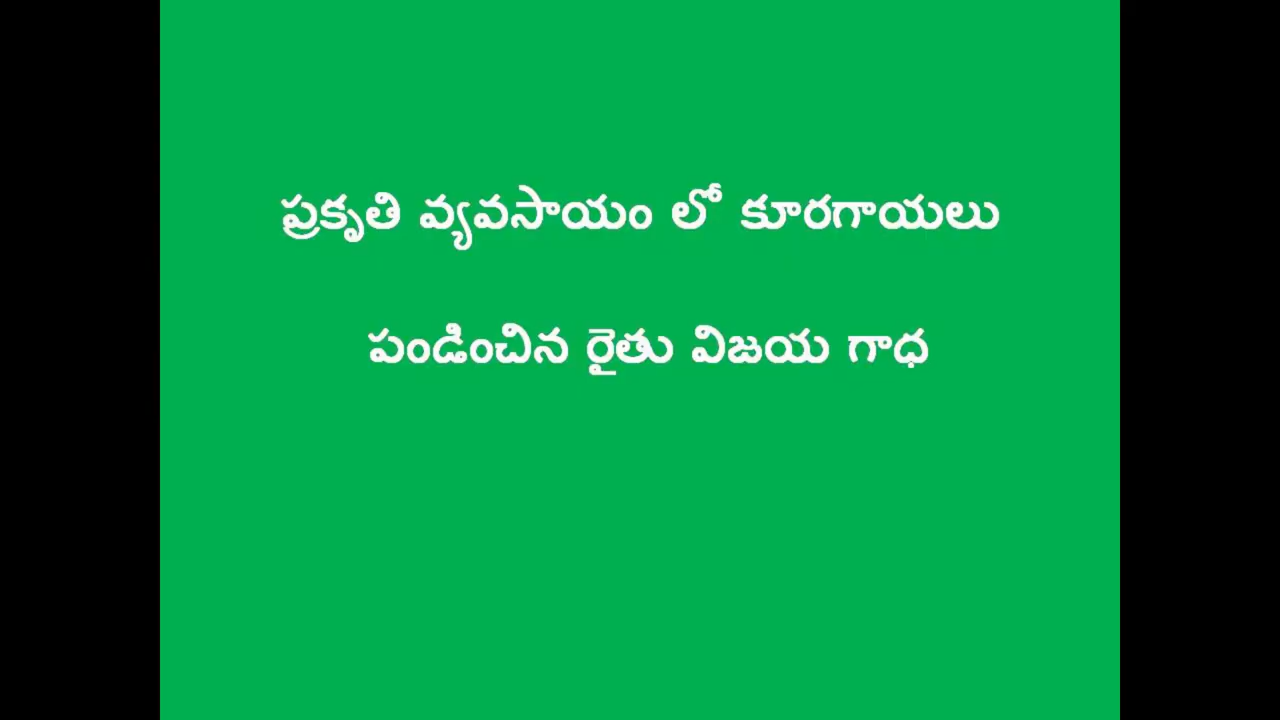 ప్రకృతి వ్యవసాయం లో కూరగాయలు
పండించిన రైతు విజయ గాధ